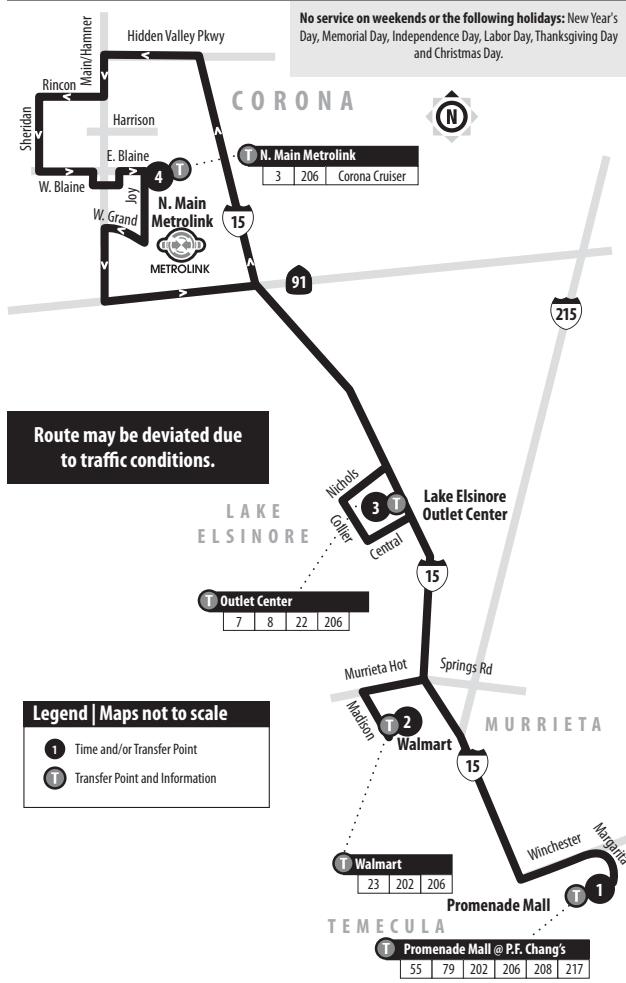 No service on weekends or the following holidays: New Year's
Day, Memorial Day, Independence Day, Labor Day, Thanksgiving Day
and Christmas Day.
Main/Hamner
Hidden Valley Pkwy
Rincon
Sheridan
Harrison
CORONA
N
E. Blaine
W. Blaine
4
T
T N. Main Metrolink
3 206 Corona Cruiser
Joy
N. Main
Metrolink
W. Grand
METROLINK
15
91
215
Route may be deviated due
to traffic conditions.
Nichols
Collier
Central
3
T
Lake Elsinore
Outlet Center
LAKE
ELSINORE
15
T Outlet Center
7 8 22 206
Murrieta Hot
Springs Rd
Madison
T
2
Walmart
MURRIETA
15
Legend | Maps not to scale
1 Time and/or Transfer Point
T Transfer Point and Information
Winchester
Margarita
T Walmart
23 202 206
Promenade Mall
T
1
TEMECULA
T Promenade Mall @ P.F. Chang's
55 79 202 206 208 217